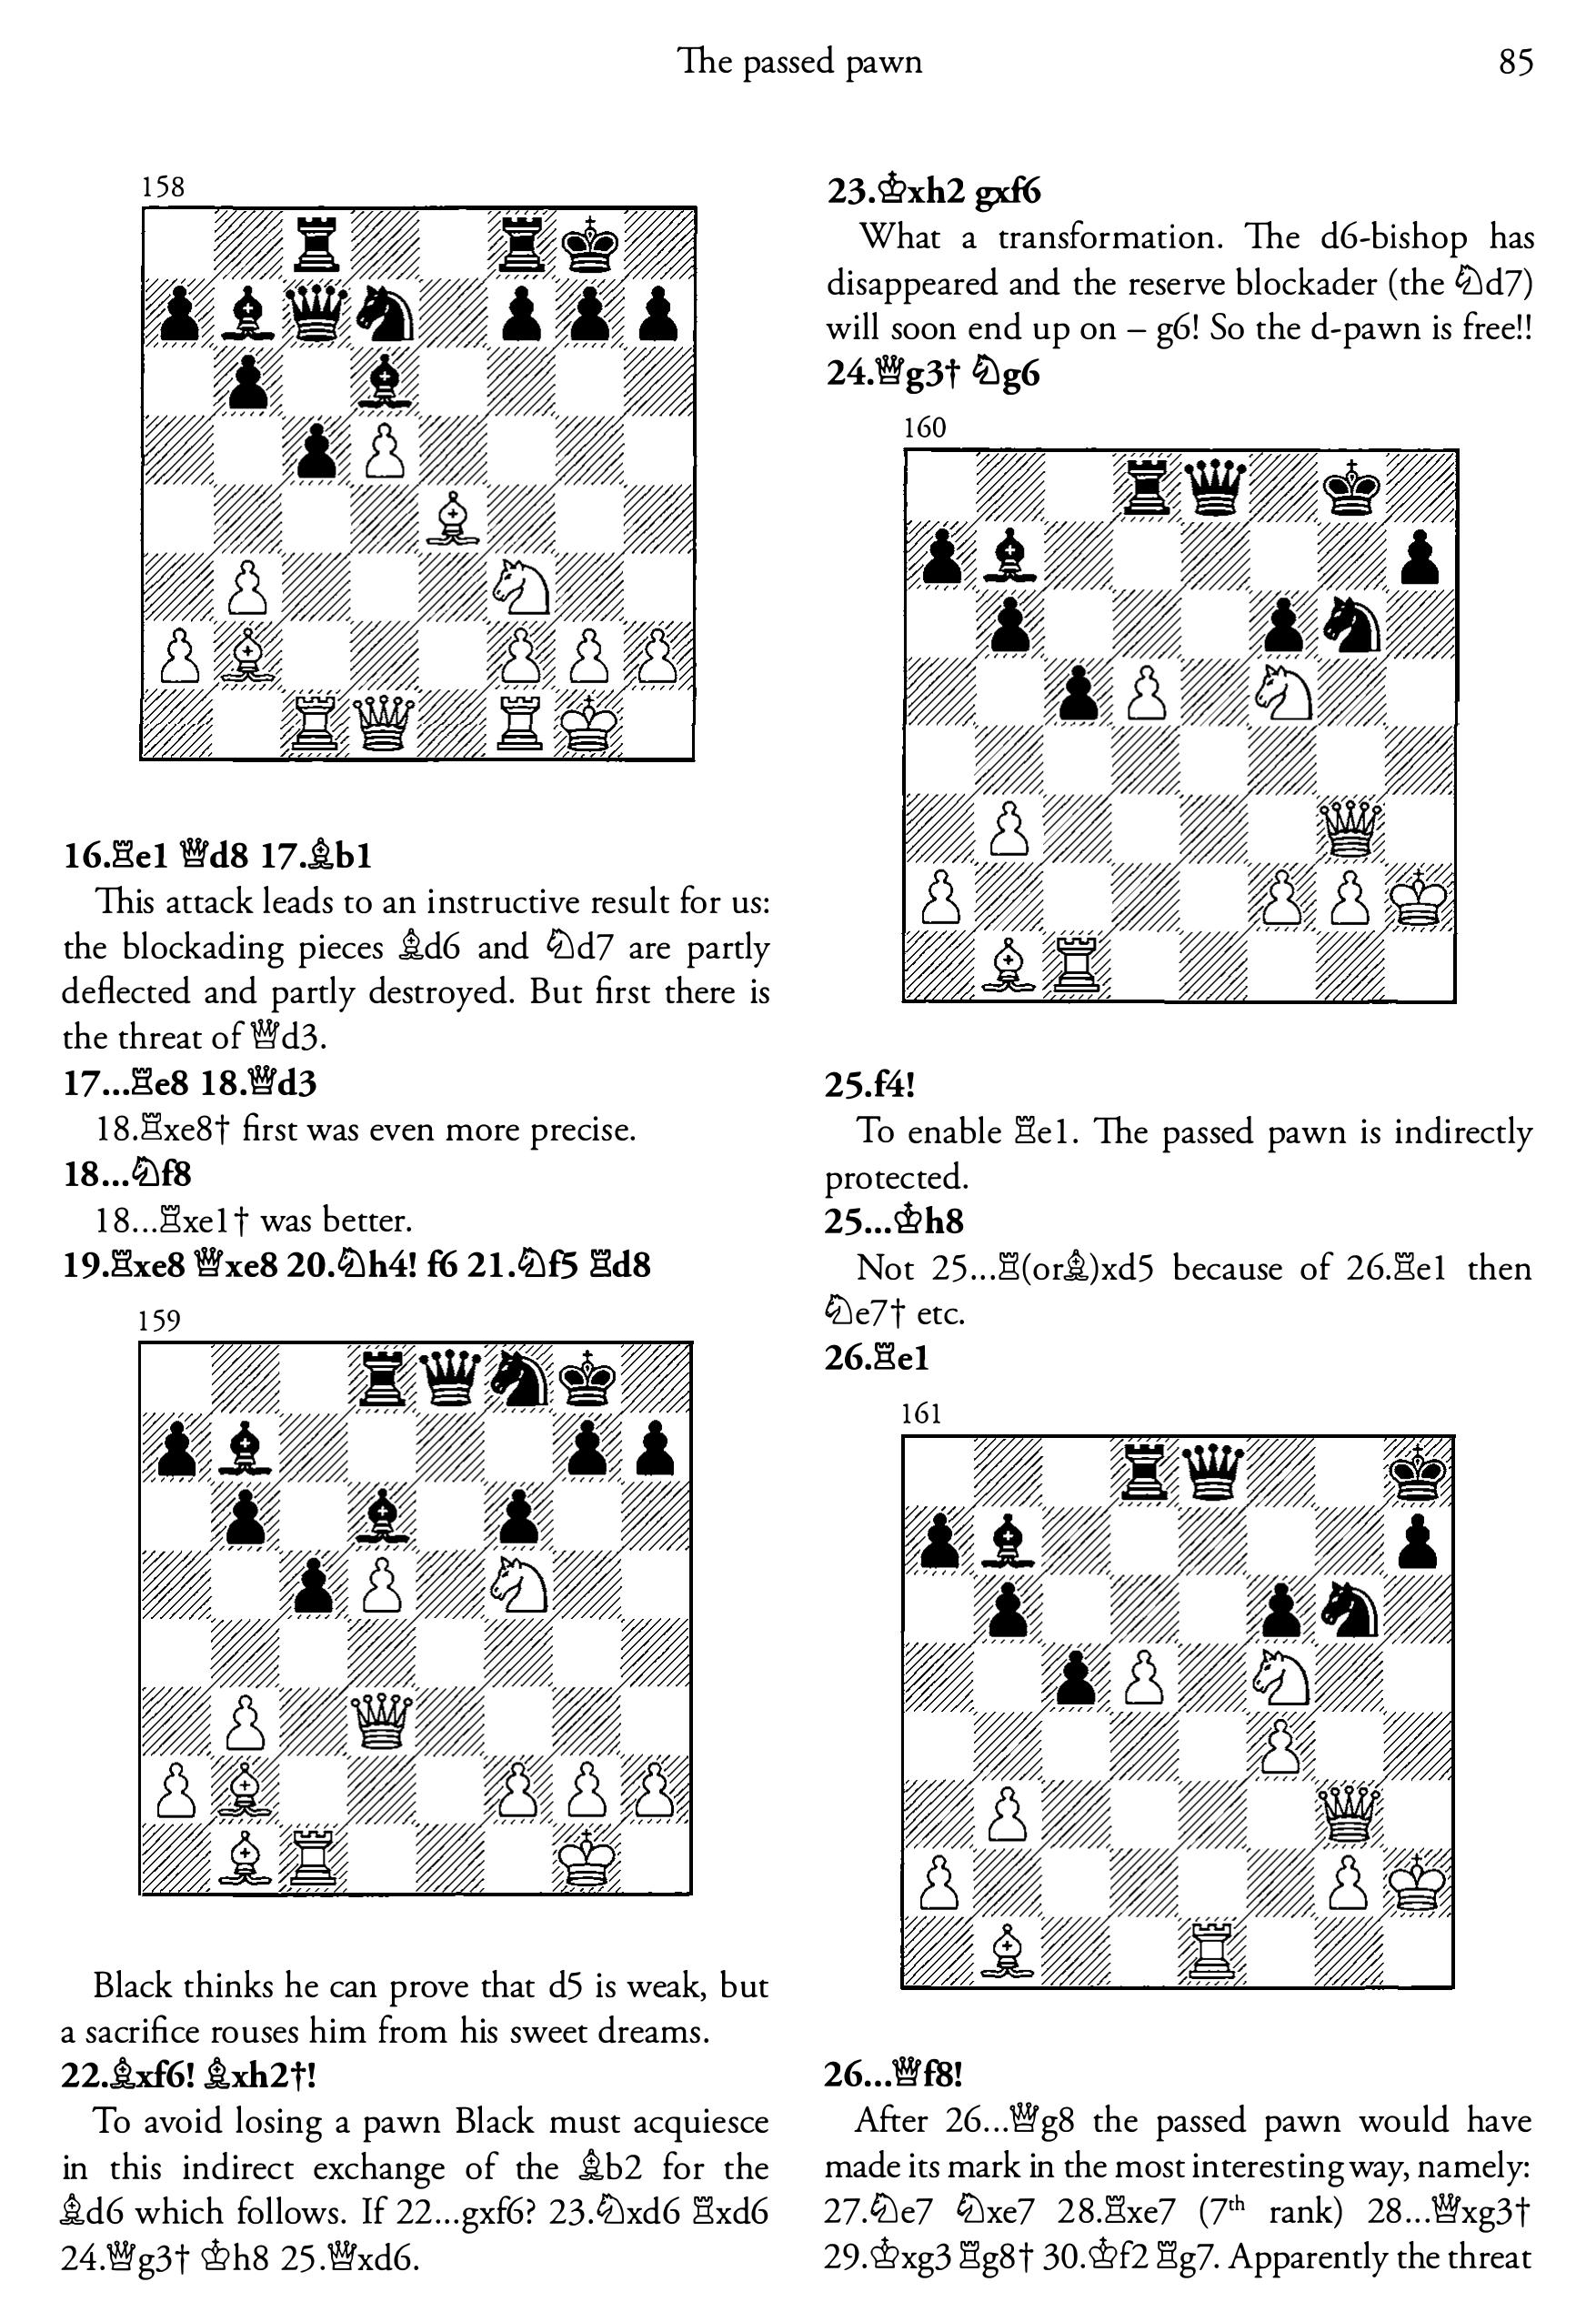 The passed pawn 85
158
16.♖e1 ♕d8 17.♗b1
This attack leads to an instructive result for us:
the blockading pieces ♗d6 and ♘d7 are partly
deflected and partly destroyed. But first there is
the threat of ♕d3.
17...♖e8 18.♕d3
18.♖xe8† first was even more precise.
18...♘f8
18...♖xe1† was better.
19.♖xe8 ♕xe8 20.♘h4! f6 21.♘f5 ♖d8
159
Black thinks he can prove that d5 is weak, but
a sacrifice rouses him from his sweet dreams.
22.♗xf6! ♗xh2†!
To avoid losing a pawn Black must acquiesce
in this indirect exchange of the ♗b2 for the
♗d6 which follows. If 22...gxf6? 23.♘xd6 ♖xd6
24.♕g3† ♔h8 25.♕xd6.
23.♔xh2 gxf6
What a transformation. The d6-bishop has
disappeared and the reserve blockader (the ♘d7)
will soon end up on – g6! So the d-pawn is free!!
24.♕g3† ♘g6
160
25.f4!
To enable ♖e1. The passed pawn is indirectly
protected.
25...♔h8
Not 25...♖(or♗)xd5 because of 26.♖e1 then
♘e7† etc.
26.♖e1
161
26...♕f8!
After 26...♕g8 the passed pawn would have
made its mark in the most interesting way, namely:
27.♘e7 ♘xe7 28.♖xe7 (7th rank) 28...♕xg3†
29.♔xg3 ♖g8† 30.♔f2 ♖g7. Apparently the threat